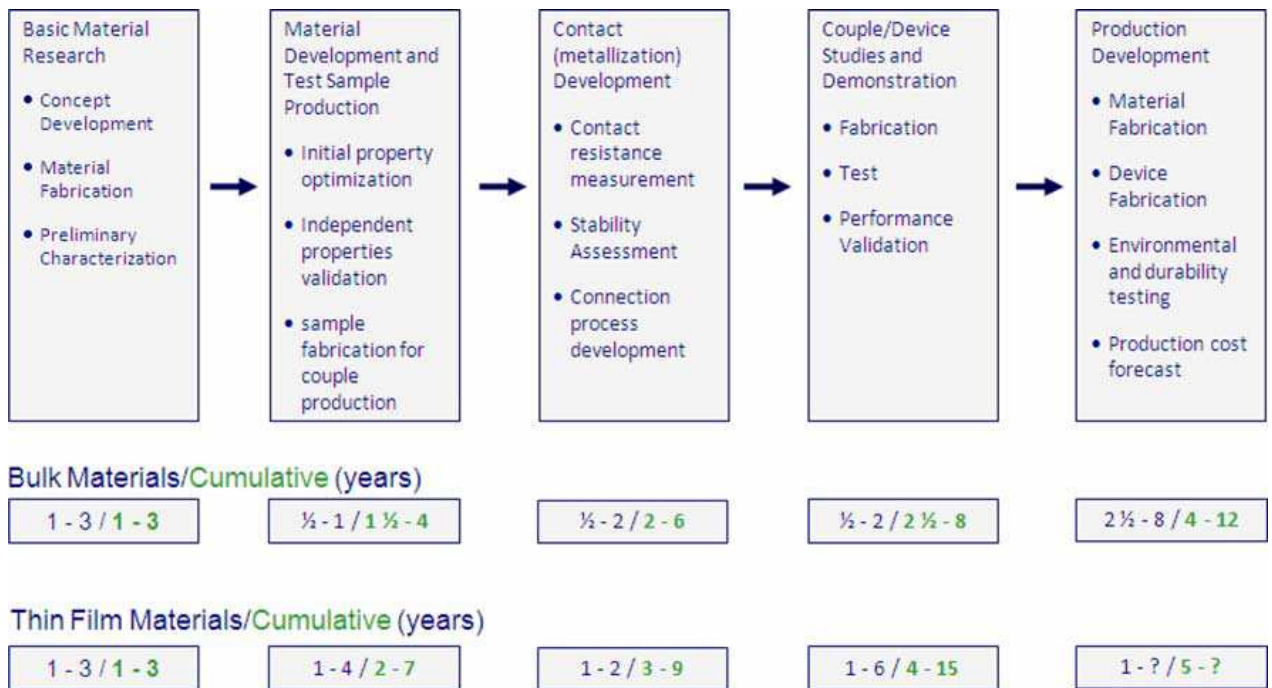 Basic Material
Research
• Concept
Development
• Material
Fabrication
• Preliminary
Characterization
Material
Development and
Test Sample
Production
• Initial property
optimization
• Independent
properties
validation
• sample
fabrication for
couple
production
Contact
(metallization)
Development
• Contact
resistance
measurement
• Stability
Assessment
• Connection
process
development
Couple/Device
Studies and
Demonstration
• Fabrication
• Test
• Performance
Validation
Production
Development
• Material
Fabrication
• Device
Fabrication
• Environmental
and durability
testing
• Production cost
forecast
Bulk Materials/Cumulative (years)
1 - 3 / 1 - 3
½ - 1 / 1 ½ - 4
½ - 2 / 2 - 6
½ - 2 / 2 ½ - 8
2 ½ - 8 / 4 - 12
Thin Film Materials/Cumulative (years)
1 - 3 / 1 - 3
1 - 4 / 2 - 7
1 - 2 / 3 - 9
1 - 6 / 4 - 15
1 - ? / 5 - ?